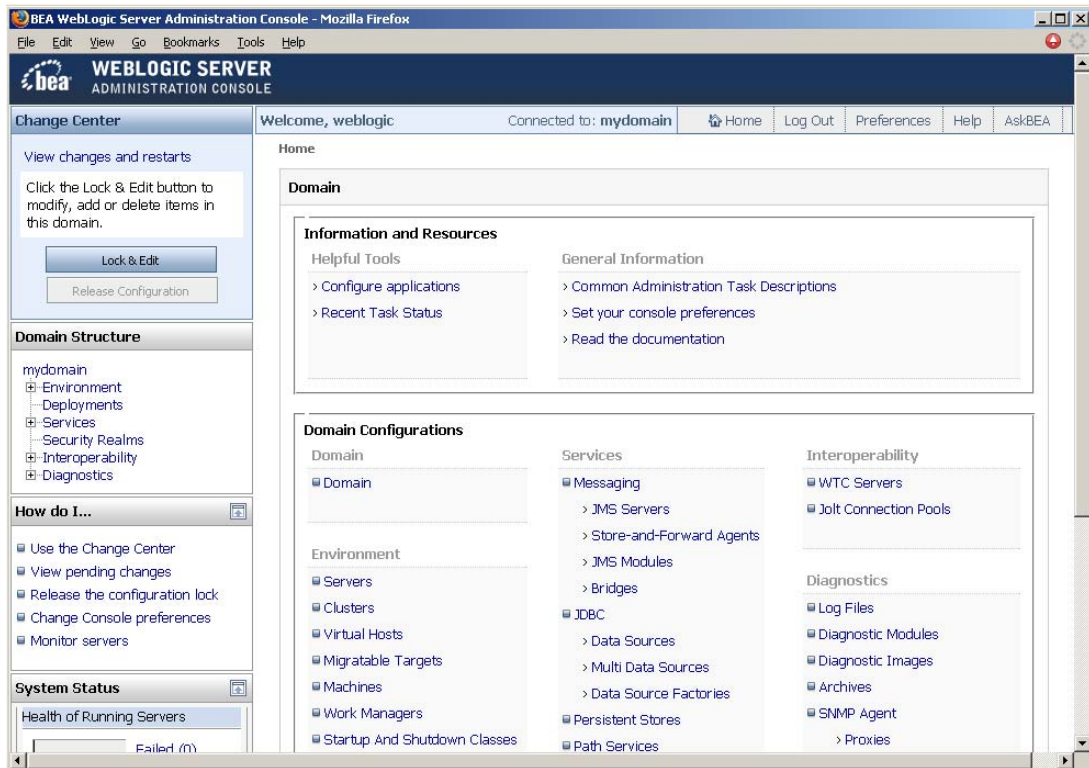 BEA WebLogic Server Administration Console - Mozilla Firefox
File Edit View Go Bookmarks Tools Help
bea WEBLOGIC SERVER
ADMINISTRATION CONSOLE
Change Center
View changes and restarts
Click the Lock & Edit button to
modify, add or delete items in
this domain.
Lock & Edit
Release Configuration
Domain Structure
mydomain
Environment
Deployments
Services
Security Realms
Interoperability
Diagnostics
How do I...
Use the Change Center
View pending changes
Release the configuration lock
Change Console preferences
Monitor servers
System Status
Health of Running Servers
Failed (0)
Welcome, weblogic Connected to: mydomain Home Log Out Preferences Help AskBEA
Home
Domain
Information and Resources
Helpful Tools
Configure applications
Recent Task Status
General Information
Common Administration Task Descriptions
Set your console preferences
Read the documentation
Domain Configurations
Domain
Domain
Environment
Servers
Clusters
Virtual Hosts
Migratable Targets
Machines
Work Managers
Startup And Shutdown Classes
Services
Messaging
JMS Servers
Store-and-Forward Agents
JMS Modules
Bridges
JDBC
Data Sources
Multi Data Sources
Data Source Factories
Persistent Stores
Path Services
Interoperability
WTC Servers
Jolt Connection Pools
Diagnostics
Log Files
Diagnostic Modules
Diagnostic Images
Archives
SNMP Agent
Proxies